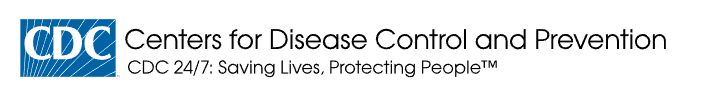 CDC
Centers for Disease Control and Prevention
CDC 24/7: Saving Lives, Protecting People™